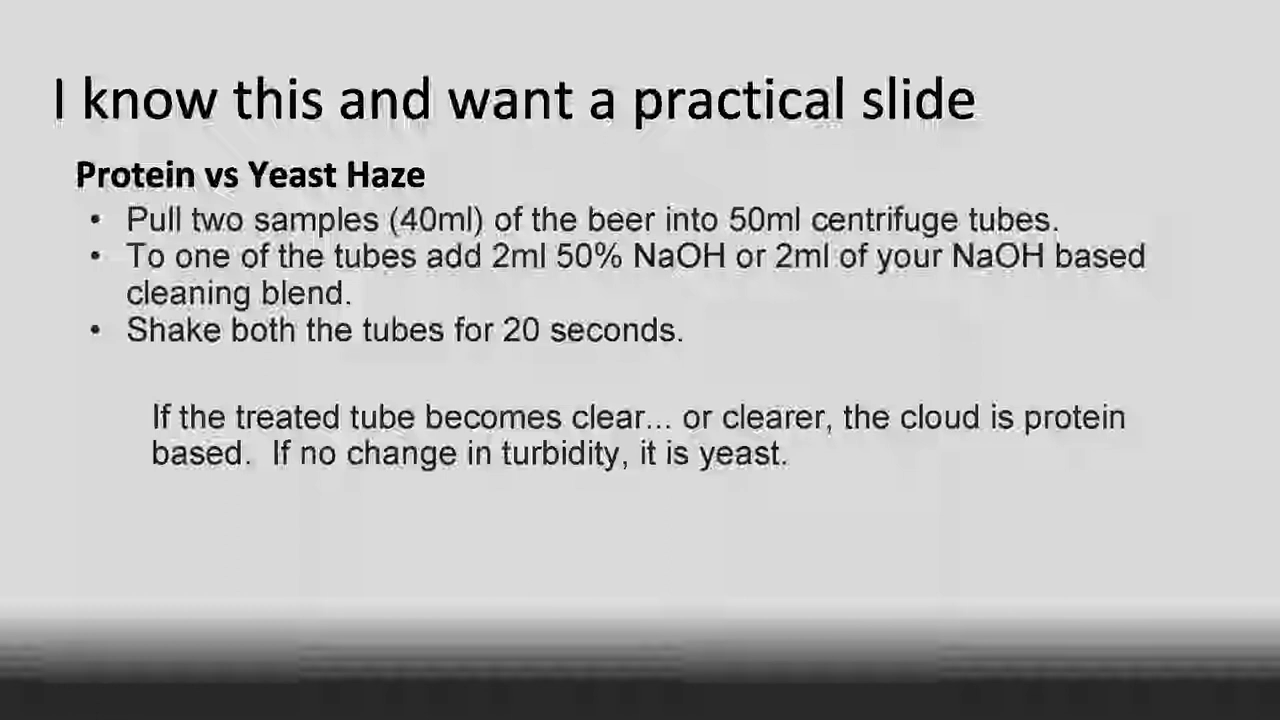 I know this and want a practical slide
Protein vs Yeast Haze
• Pull two samples (40ml) of the beer into 50ml centrifuge tubes.
• To one of the tubes add 2ml 50% NaOH or 2ml of your NaOH based
cleaning blend.
• Shake both the tubes for 20 seconds.
If the treated tube becomes clear... or clearer, the cloud is protein
based.  If no change in turbidity, it is yeast.